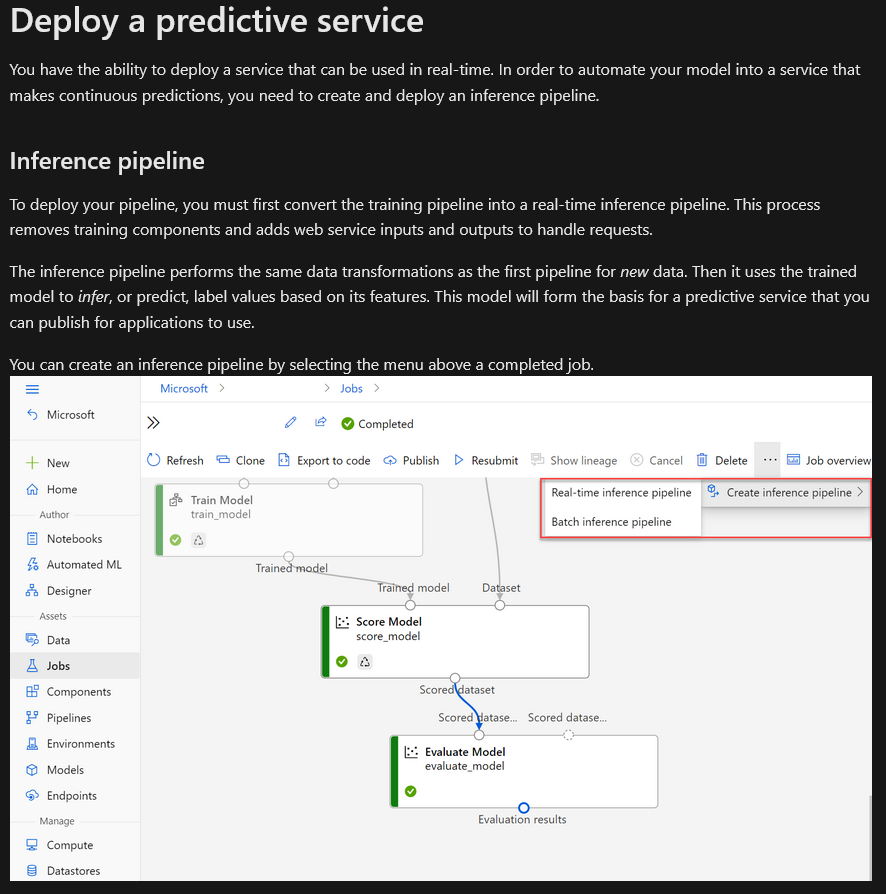 Deploy a predictive service
You have the ability to deploy a service that can be used in real-time. In order to automate your model into a service that
makes continuous predictions, you need to create and deploy an inference pipeline.
Inference pipeline
To deploy your pipeline, you must first convert the training pipeline into a real-time inference pipeline. This process
removes training components and adds web service inputs and outputs to handle requests.
The inference pipeline performs the same data transformations as the first pipeline for new data. Then it uses the trained
model to infer, or predict, label values based on its features. This model will form the basis for a predictive service that you
can publish for applications to use.
You can create an inference pipeline by selecting the menu above a completed job.
Microsoft
New
Home
Author
Notebooks
Automated ML
Designer
Assets
Data
Jobs
Components
Pipelines
Environments
Models
Endpoints
Manage
Compute
Datastores
Microsoft > > Jobs >
Completed
Refresh Clone Export to code Publish Resubmit Show lineage Cancel Delete ... Job overview
Real-time inference pipeline Create inference pipeline >
Batch inference pipeline
Train Model
train_model
Trained model
Trained model Dataset
Score Model
score_model
Scored dataset
Scored datase... Scored datase...
Evaluate Model
evaluate_model
Evaluation results